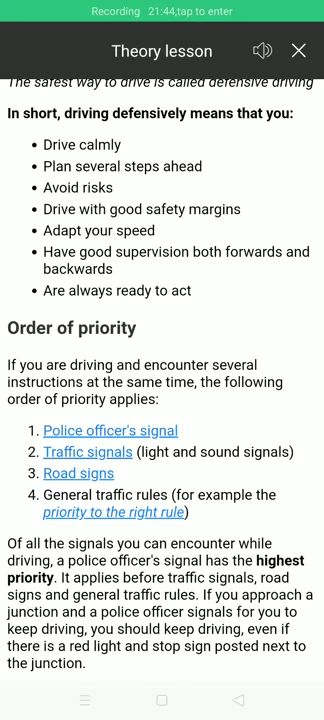 Recording 21:44,tap to enter
Theory lesson
The safest way to drive is called defensive driving
In short, driving defensively means that you:
• Drive calmly
• Plan several steps ahead
• Avoid risks
• Drive with good safety margins
• Adapt your speed
• Have good supervision both forwards and
backwards
• Are always ready to act
Order of priority
If you are driving and encounter several
instructions at the same time, the following
order of priority applies:
1. Police officer's signal
2. Traffic signals (light and sound signals)
3. Road signs
4. General traffic rules (for example the
priority to the right rule)
Of all the signals you can encounter while
driving, a police officer's signal has the highest
priority. It applies before traffic signals, road
signs and general traffic rules. If you approach a
junction and a police officer signals for you to
keep driving, you should keep driving, even if
there is a red light and stop sign posted next to
the junction.